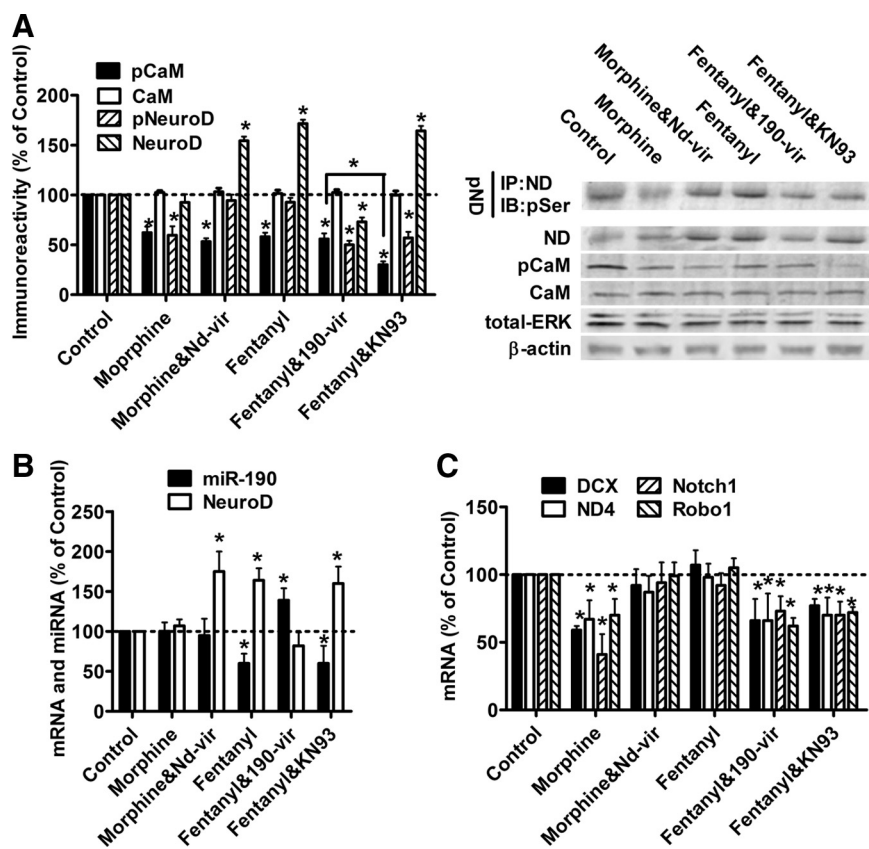 A
pCaM
CaM
pNeuroD
NeuroD
Immunoreactivity (% of Control)
200
150
100
50
0
* * * * * * * * * * * * *
Control
Moprphine
Morphine&Nd-vir
Fentanyl
Fentanyl&190-vir
Fentanyl&KN93
Control
Morphine
Morphine&Nd-vir
Fentanyl
Fentanyl&190-vir
Fentanyl&KN93
pND
IP:ND
IB:pSer
ND
pCaM
CaM
total-ERK
β-actin
B
miR-190
NeuroD
mRNA and miRNA (% of Control)
250
200
150
100
50
0
* * * * * *
Control
Morphine
Morphine&Nd-vir
Fentanyl
Fentanyl&190-vir
Fentanyl&KN93
C
DCX
ND4
Notch1
Robo1
mRNA (% of Control)
150
100
50
0
* * * * * * * * * * * *
Control
Morphine
Morphine&Nd-vir
Fentanyl
Fentanyl&190-vir
Fentanyl&KN93